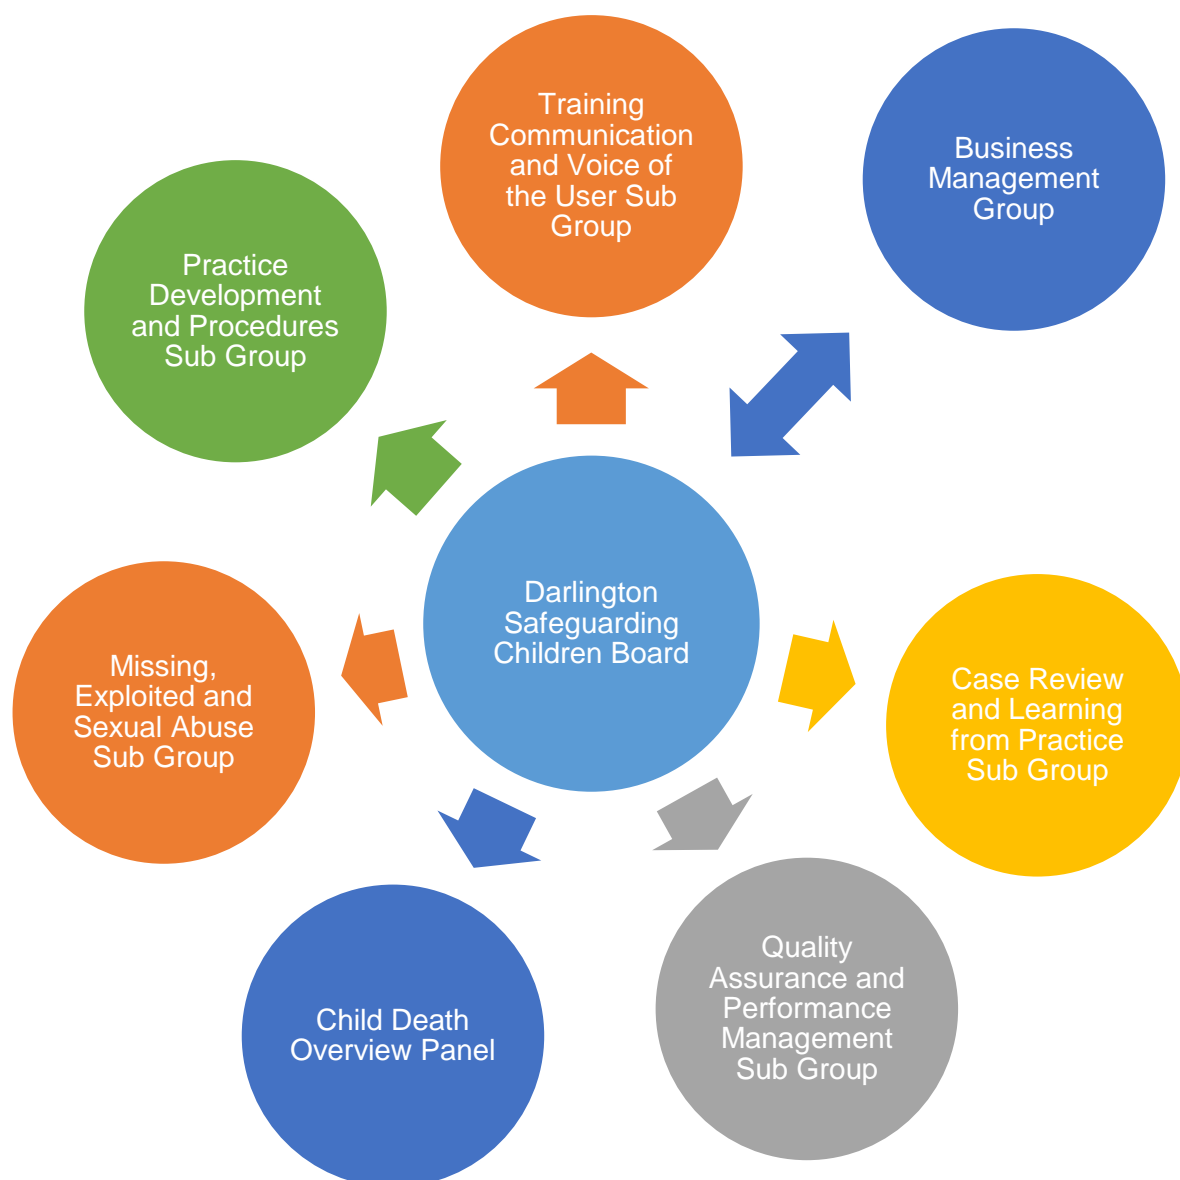 Training
Communication
and Voice of
the User Sub
Group
Business
Management
Group
Practice
Development
and Procedures
Sub Group
Darlington
Safeguarding
Children Board
Missing,
Exploited and
Sexual Abuse
Sub Group
Case Review
and Learning
from Practice
Sub Group
Child Death
Overview Panel
Quality
Assurance and
Performance
Management
Sub Group